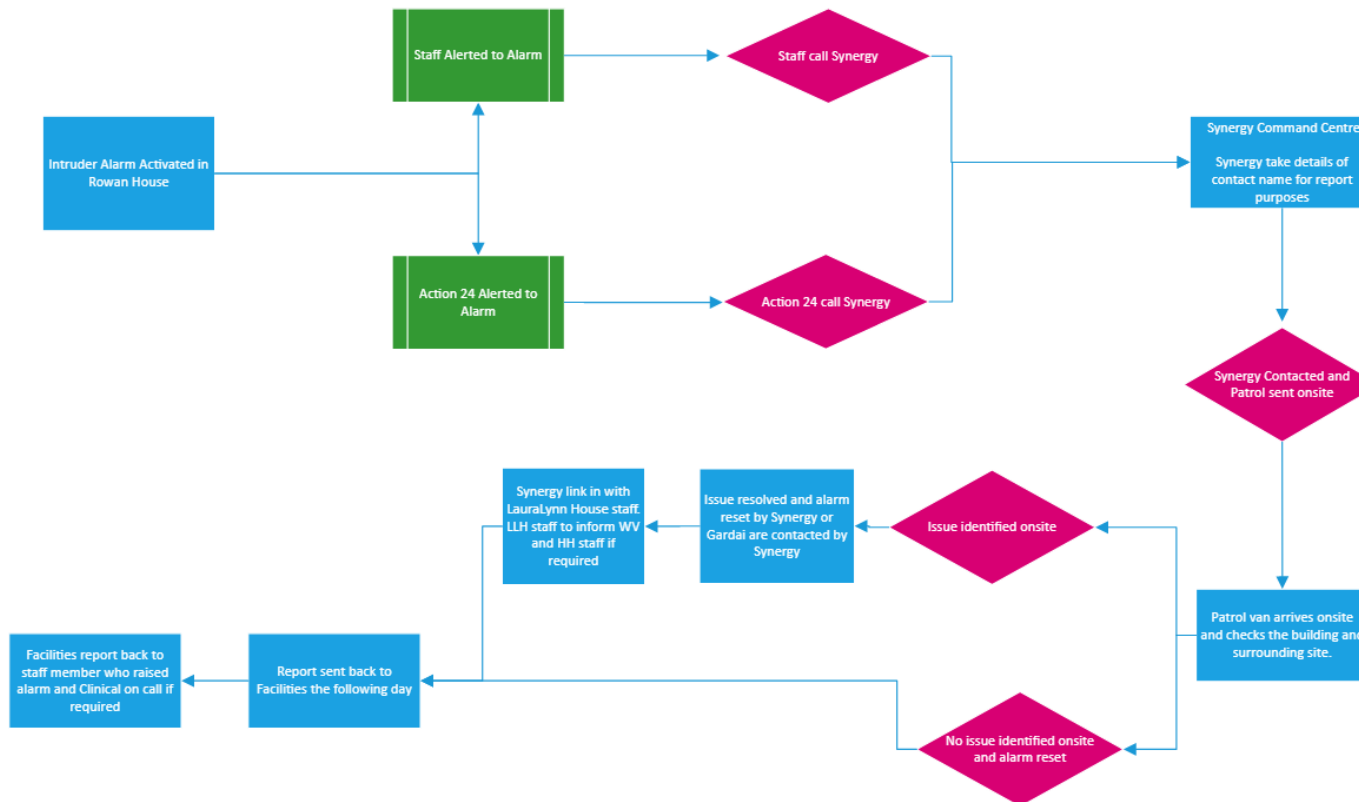 Staff Alerted to Alarm
Staff call Synergy
Intruder Alarm Activated in
Rowan House
Synergy Command Centre
Synergy take details of
contact name for report
purposes
Action 24 Alerted to
Alarm
Action 24 call Synergy
Synergy Contacted and
Patrol sent onsite
Synergy link in with
LauraLynn House staff.
LLH staff to inform WV
and HH staff if
required
Issue resolved and alarm
reset by Synergy or
Gardai are contacted by
Synergy
Issue identified onsite
Patrol van arrives onsite
and checks the building and
surrounding site.
Facilities report back to
staff member who raised
alarm and Clinical on call if
required
Report sent back to
Facilities the following day
No issue identified onsite
and alarm reset